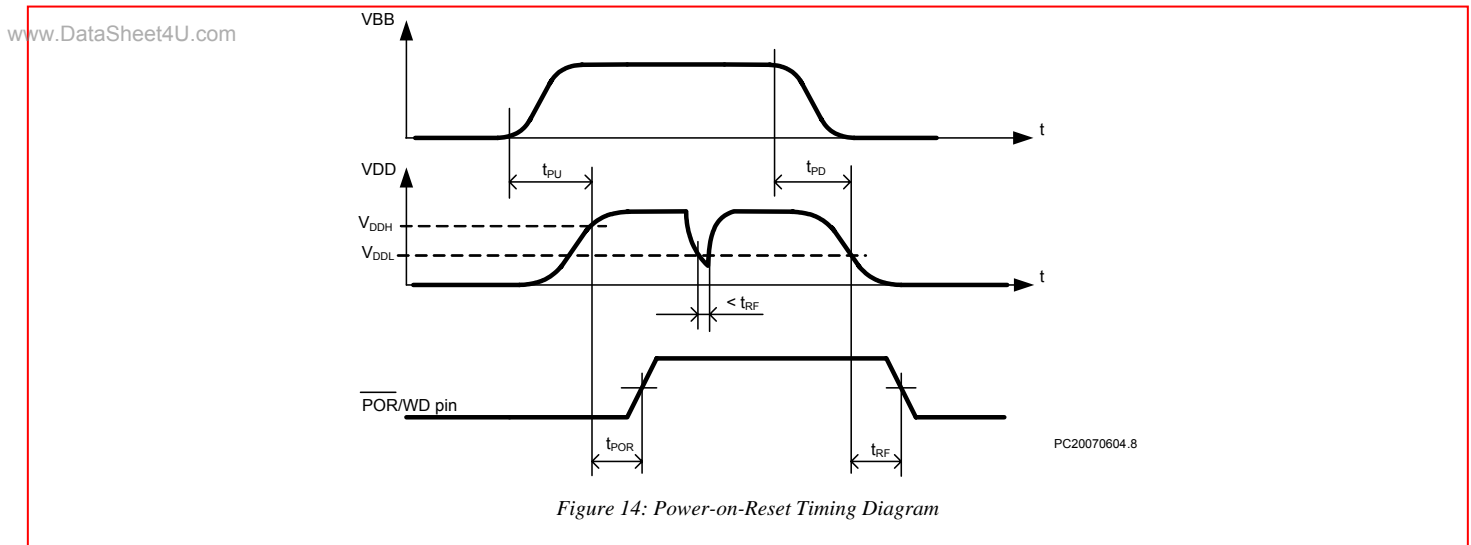 www.DataSheet4U.com
VBB
t
VDD
tPU
tPD
VDDH
VDDL
t
< tRF
POR/WD pin
tPOR
tRF
PC20070604.8
Figure 14: Power-on-Reset Timing Diagram